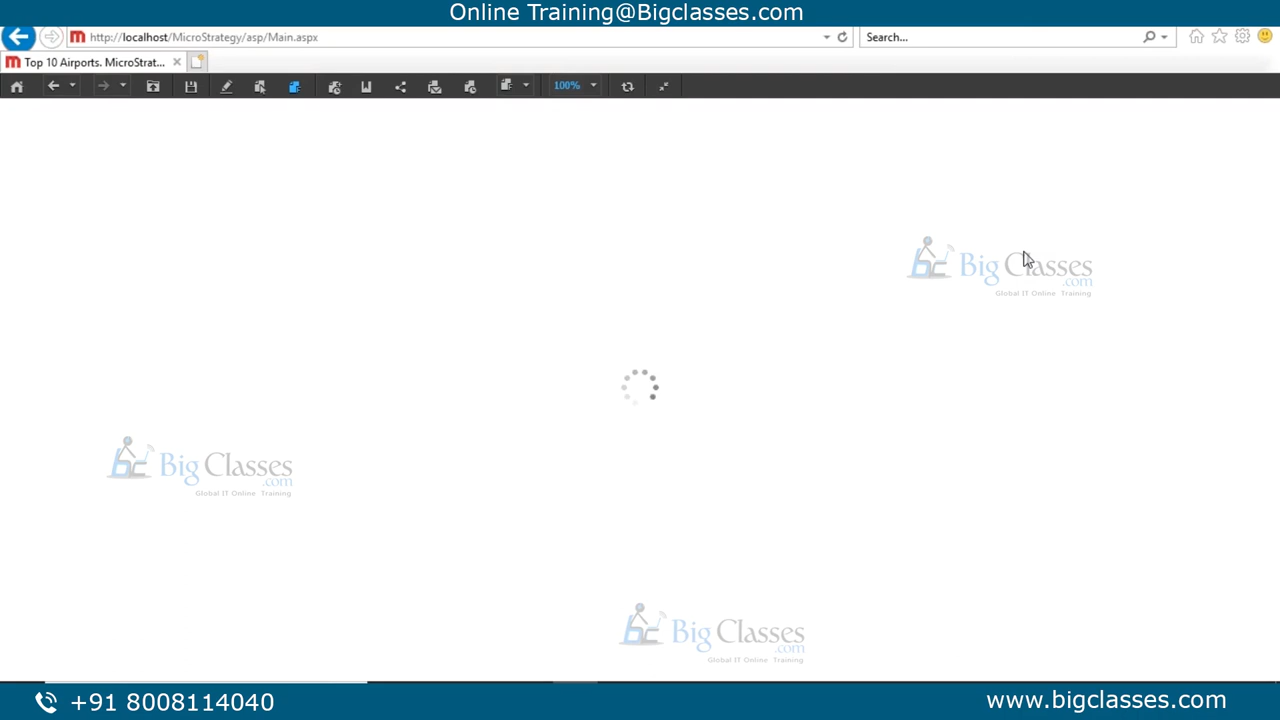 Online Training@Bigclasses.com
http://localhost/MicroStrategy/asp/Main.aspx
Search...
Top 10 Airports. MicroStrat...
100%
Big Classes
.com
Global IT Online Training
Big Classes
.com
Global IT Online Training
Big Classes
.com
Global IT Online Training
+91 8008114040
www.bigclasses.com